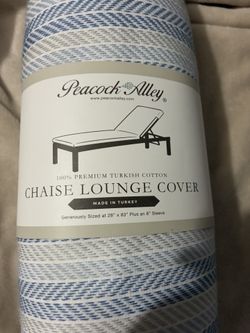 Peacock Alley®
www.peacockalley.com
100% PREMIUM TURKISH COTTON
CHAISE LOUNGE COVER
MADE IN TURKEY
Generously Sized at 28" x 83" Plus an 8" Sleeve